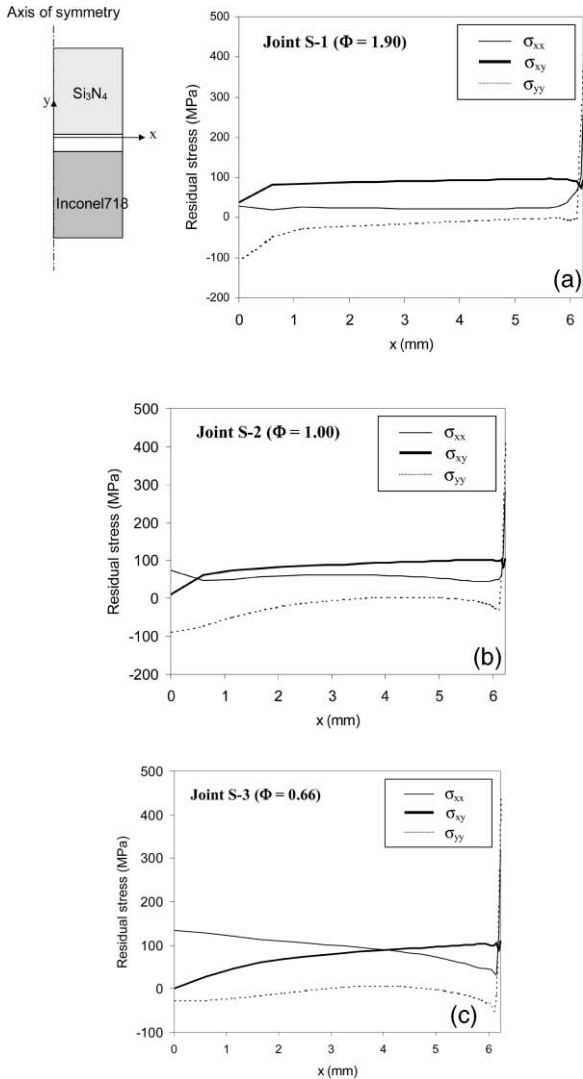 Axis of symmetry
Si₃N₄
y
x
Inconel718
Joint S-1 (Φ = 1.90)
σxx
σxy
σyy
Residual stress (MPa)
500
400
300
200
100
0
-100
-200
0 1 2 3 4 5 6
x (mm)
(a)
Joint S-2 (Φ = 1.00)
σxx
σxy
σyy
Residual stress (MPa)
500
400
300
200
100
0
-100
-200
0 1 2 3 4 5 6
x (mm)
(b)
Joint S-3 (Φ = 0.66)
σxx
σxy
σyy
Residual stress (MPa)
500
400
300
200
100
0
-100
0 1 2 3 4 5 6
x (mm)
(c)